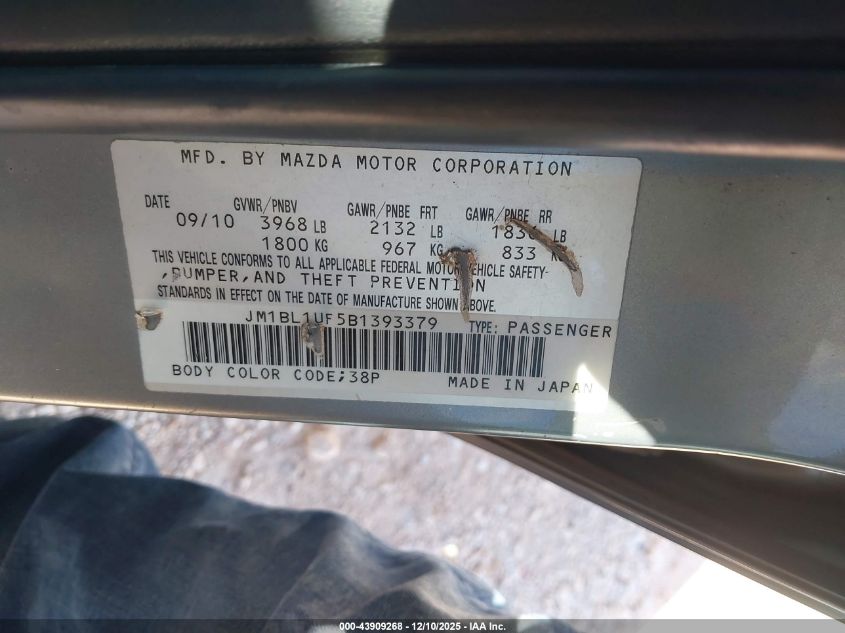 MFD. BY MAZDA MOTOR CORPORATION
DATE GVWR/PNBV GAWR/PNBE FRT GAWR/PNBE RR
09/10 3968 LB 2132 LB LB
1800 KG 967 KG 833
THIS VEHICLE CONFORMS TO ALL APPLICABLE FEDERAL MOTOR VEHICLE SAFETY-
,BUMPER,AND THEFT PREVENTION
STANDARDS IN EFFECT ON THE DATE OF MANUFACTURE SHOWN ABOVE.
JM1BL1UF5B1393379 TYPE: PASSENGER
BODY COLOR CODE;38P MADE IN JAPAN
000-43909268 - 12/10/2025 - IAA Inc.